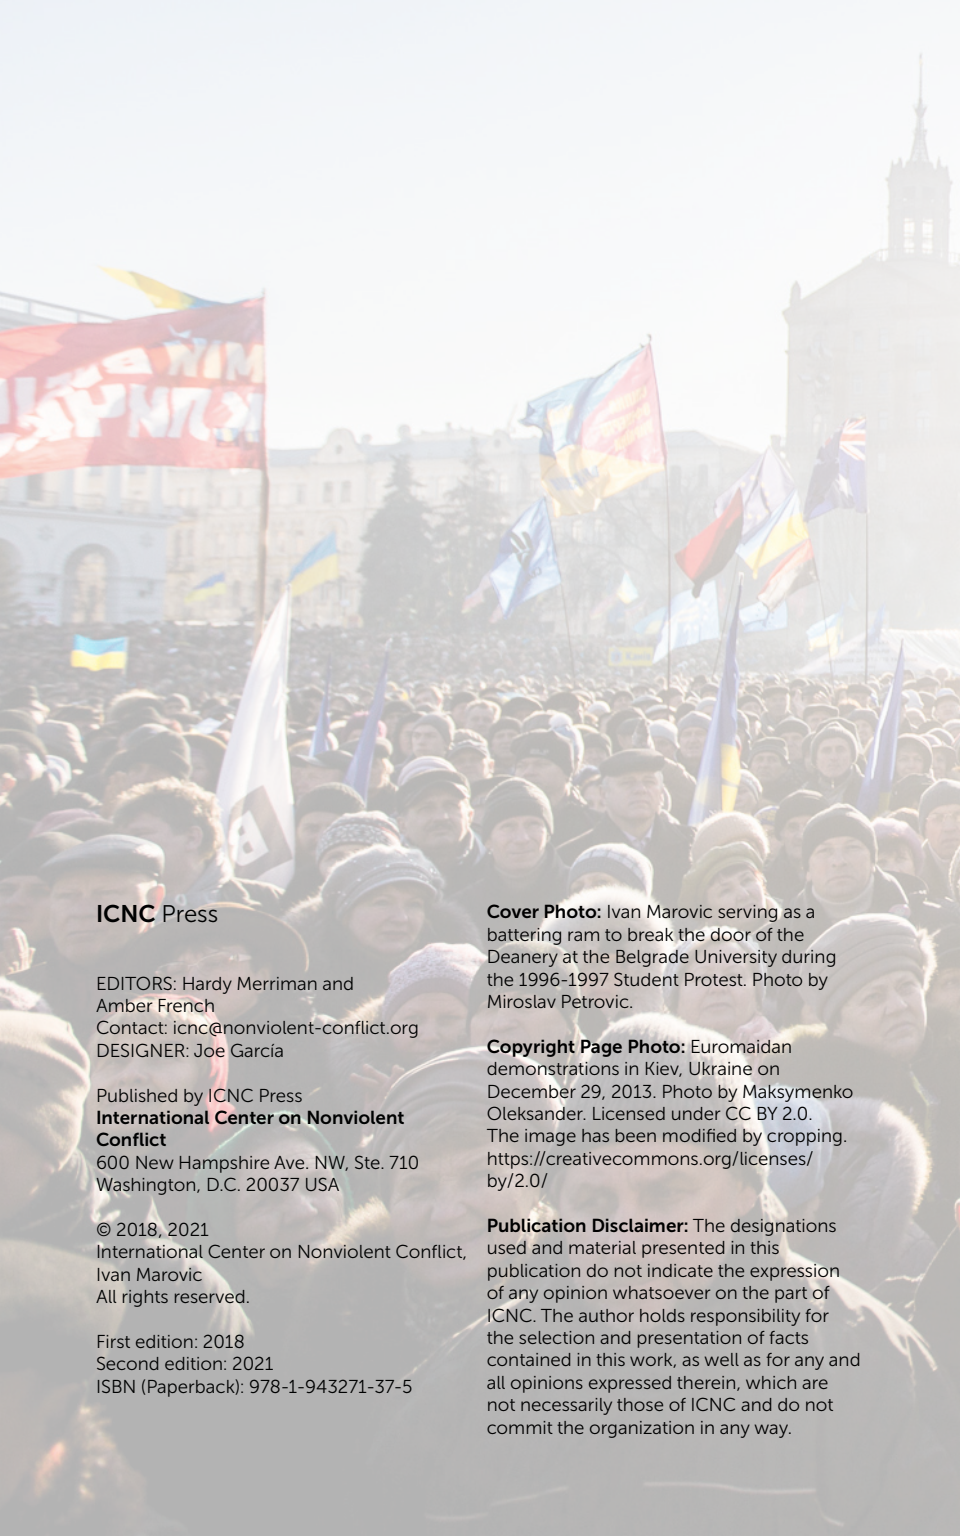 ICNC Press
EDITORS: Hardy Merriman and
Amber French
Contact: icnc@nonviolent-conflict.org
DESIGNER: Joe García
Published by ICNC Press
International Center on Nonviolent
Conflict
600 New Hampshire Ave. NW, Ste. 710
Washington, D.C. 20037 USA
© 2018, 2021
International Center on Nonviolent Conflict,
Ivan Marovic
All rights reserved.
First edition: 2018
Second edition: 2021
ISBN (Paperback): 978-1-943271-37-5
Cover Photo: Ivan Marovic serving as a
battering ram to break the door of the
Deanery at the Belgrade University during
the 1996-1997 Student Protest. Photo by
Miroslav Petrovic.
Copyright Page Photo: Euromaidan
demonstrations in Kiev, Ukraine on
December 29, 2013. Photo by Maksymenko
Oleksander. Licensed under CC BY 2.0.
The image has been modified by cropping.
https://creativecommons.org/licenses/
by/2.0/
Publication Disclaimer: The designations
used and material presented in this
publication do not indicate the expression
of any opinion whatsoever on the part of
ICNC. The author holds responsibility for
the selection and presentation of facts
contained in this work, as well as for any and
all opinions expressed therein, which are
not necessarily those of ICNC and do not
commit the organization in any way.